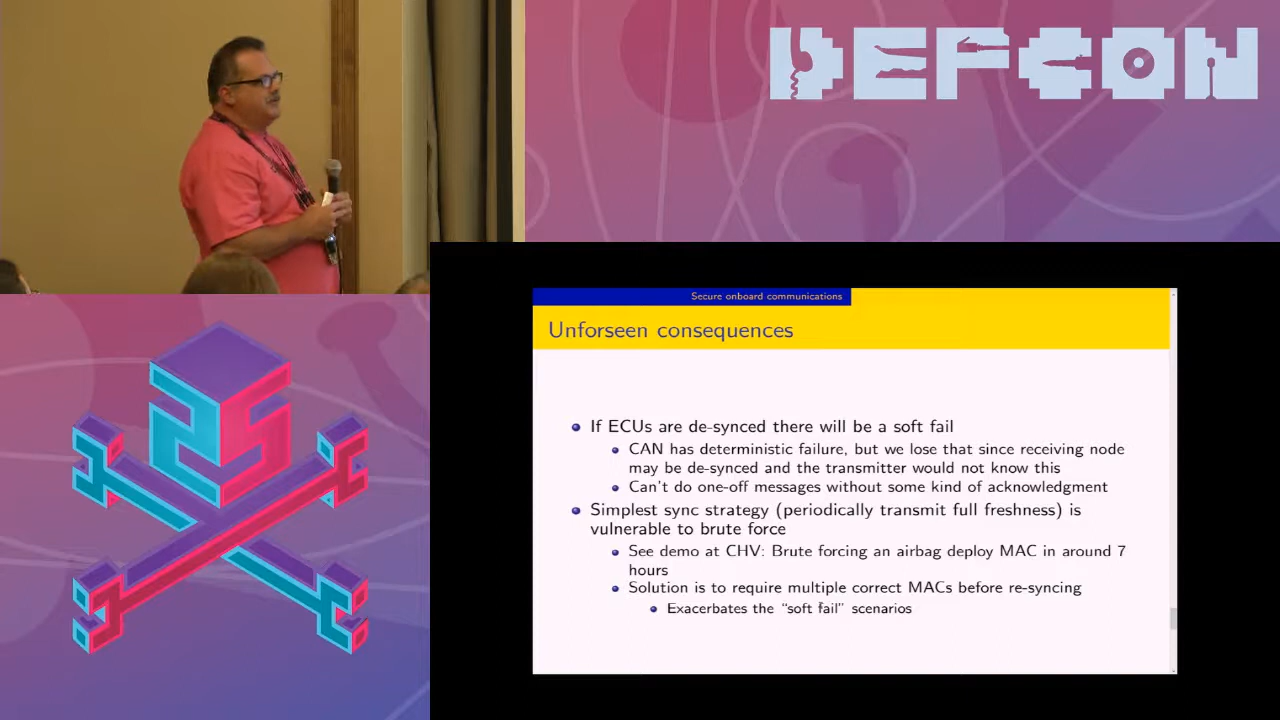 DEFCON
Secure onboard communications
Unforseen consequences
If ECUs are de-synced there will be a soft fail
CAN has deterministic failure, but we lose that since receiving node
may be de-synced and the transmitter would not know this
Can't do one-off messages without some kind of acknowledgment
Simplest sync strategy (periodically transmit full freshness) is
vulnerable to brute force
See demo at CHV: Brute forcing an airbag deploy MAC in around 7
hours
Solution is to require multiple correct MACs before re-syncing
Exacerbates the "soft fail" scenarios